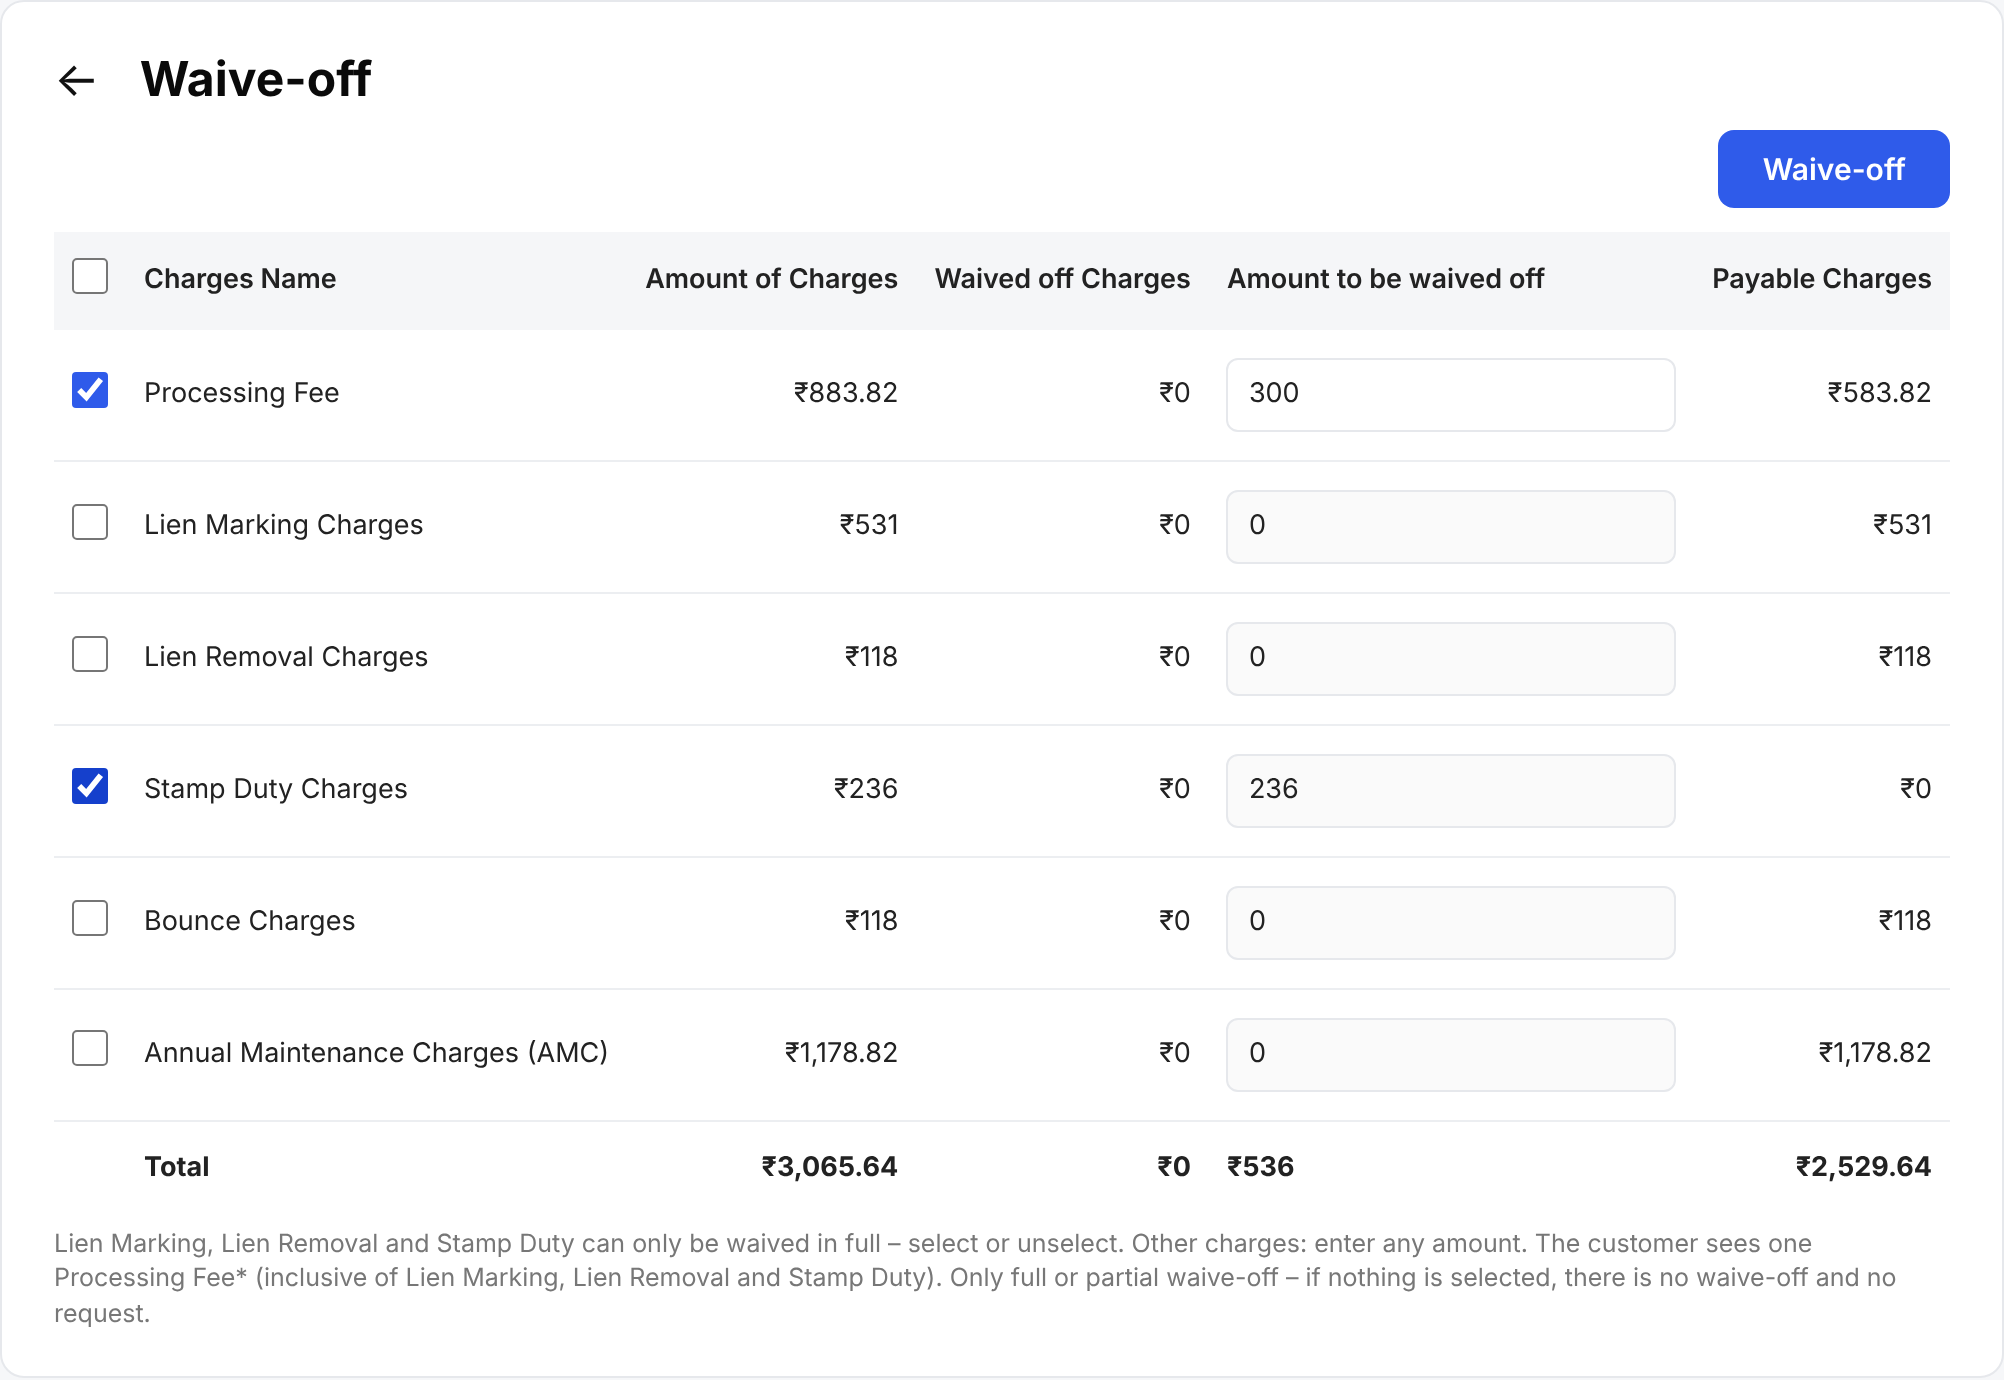 Waive-off
Waive-off
Charges Name Amount of Charges Waived off Charges Amount to be waived off Payable Charges
Processing Fee ₹883.82 ₹0 300 ₹583.82
Lien Marking Charges ₹531 ₹0 0 ₹531
Lien Removal Charges ₹118 ₹0 0 ₹118
Stamp Duty Charges ₹236 ₹0 236 ₹0
Bounce Charges ₹118 ₹0 0 ₹118
Annual Maintenance Charges (AMC) ₹1,178.82 ₹0 0 ₹1,178.82
Total ₹3,065.64 ₹0 ₹536 ₹2,529.64
Lien Marking, Lien Removal and Stamp Duty can only be waived in full – select or unselect. Other charges: enter any amount. The customer sees one
Processing Fee* (inclusive of Lien Marking, Lien Removal and Stamp Duty). Only full or partial waive-off – if nothing is selected, there is no waive-off and no
request.